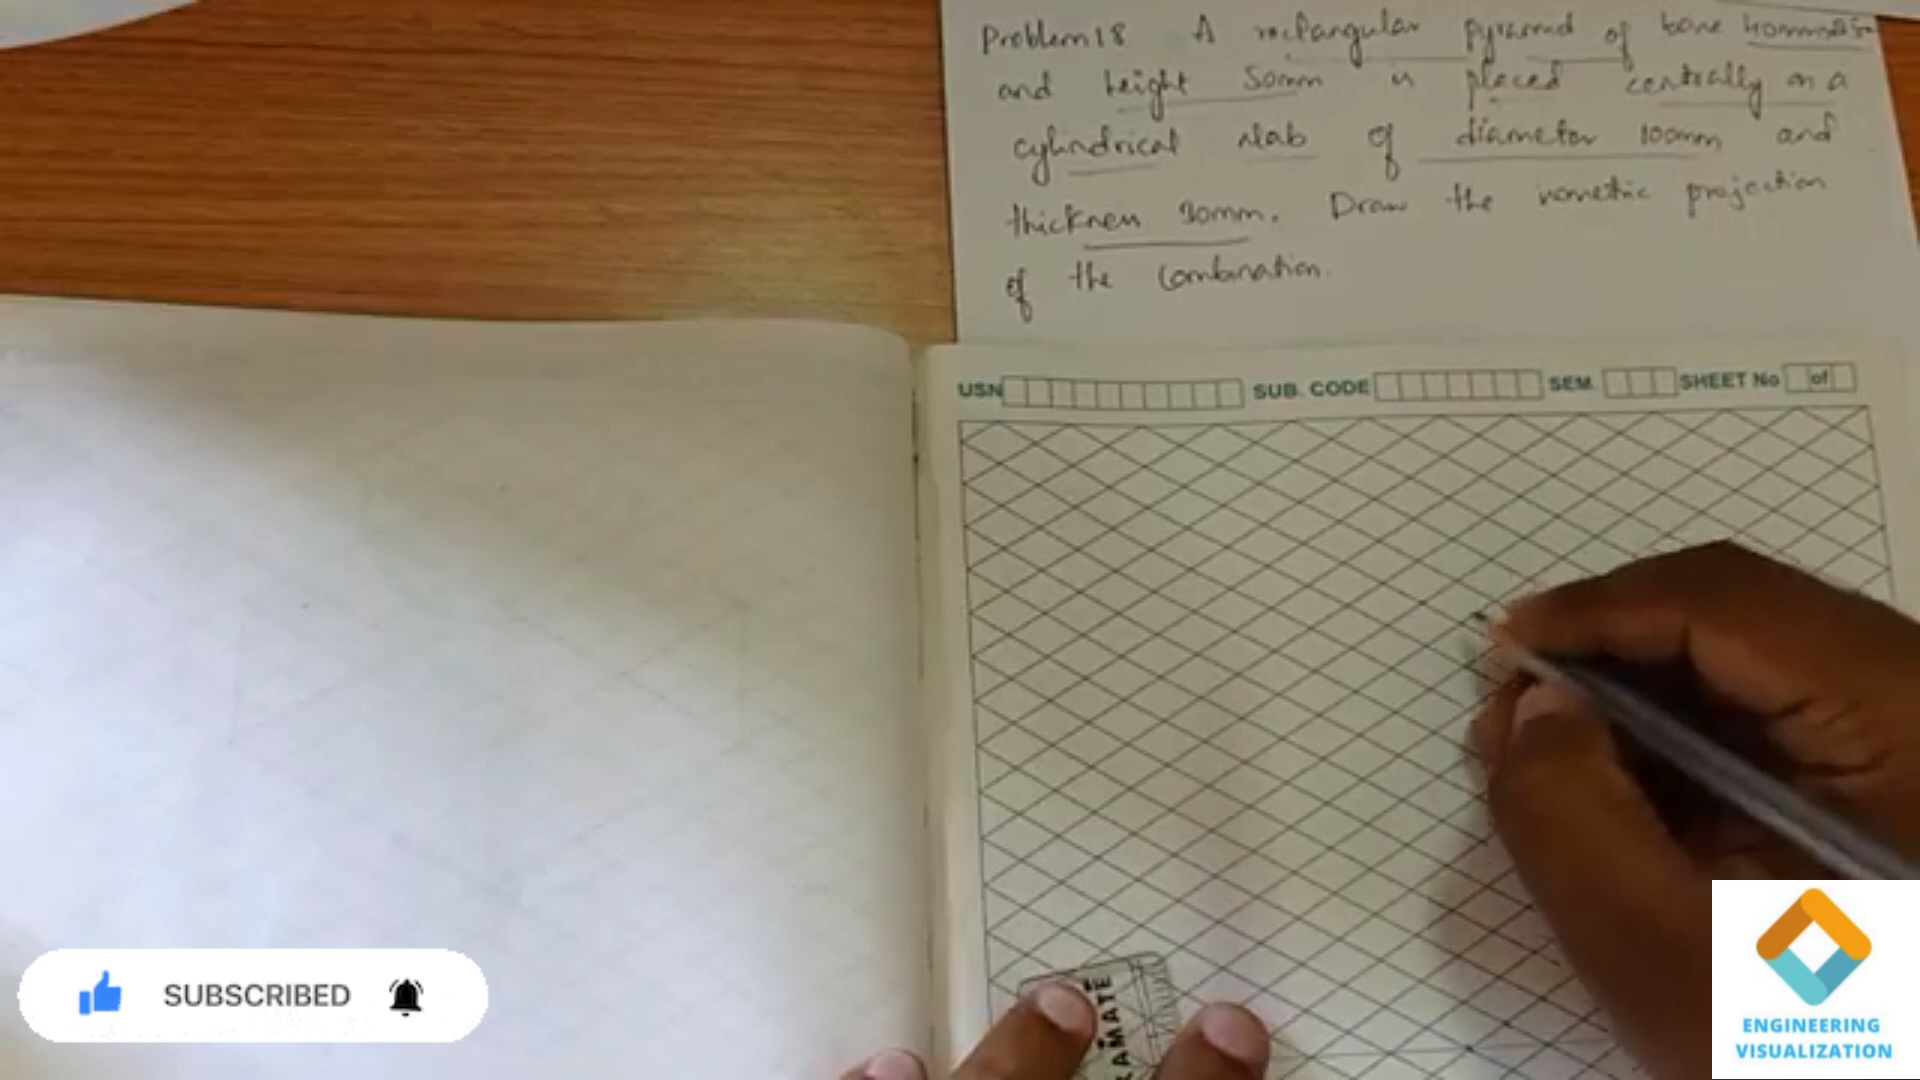 Problem 18 A rectangular pyramid of base 40mmx25
and height 50mm is placed centrally on a
cylindrical slab of diameter 100mm and
thickness 30mm. Draw the isometric projection
of the combination.
USN SUB. CODE SEM. SHEET No of
AMATE
SUBSCRIBED
ENGINEERING
VISUALIZATION